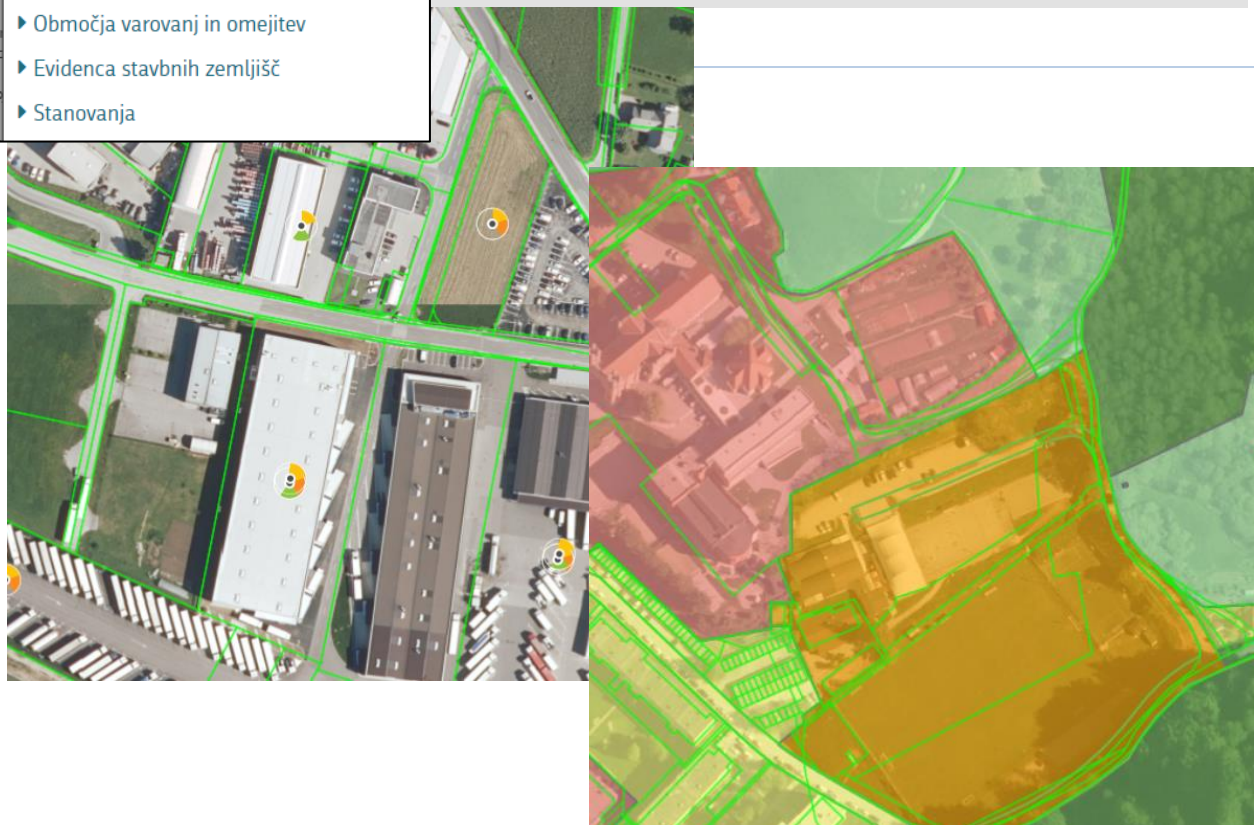 Območja varovanj in omejitev
Evidenca stavbnih zemljišč
Stanovanja